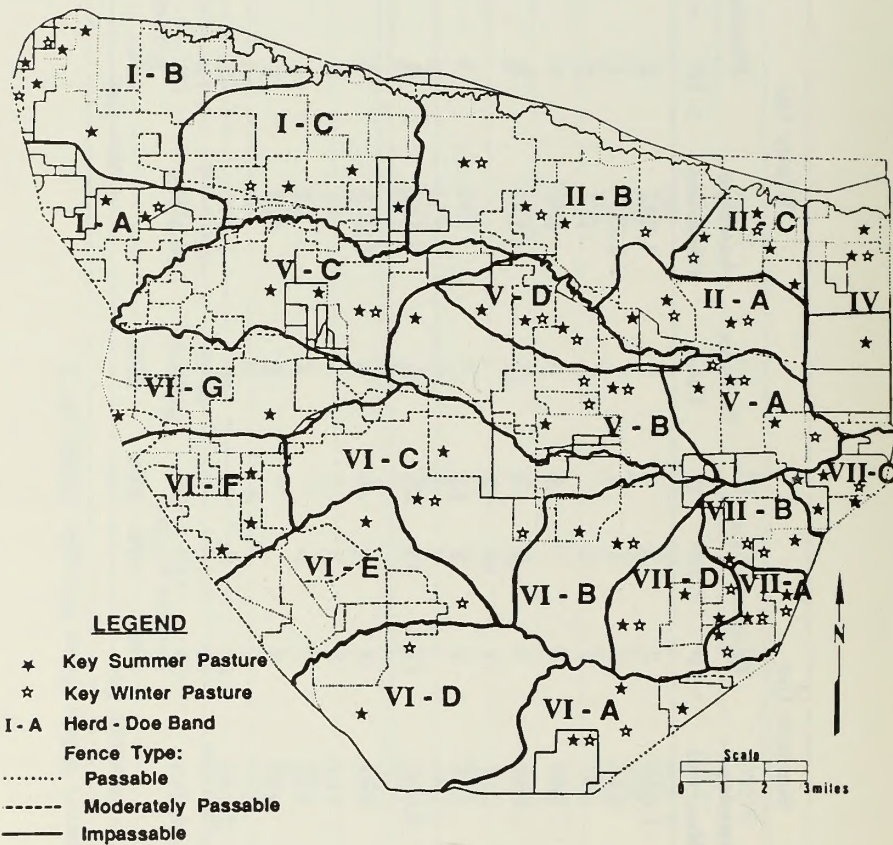 I - B
I - C
II - B
II - C
I - A
V - C
V - D
II - A
IV
VI - G
V - A
V - B
VI - C
VII - C
VI - F
VII - B
VI - E
VII - D
VII - A
VI - B
N
VI - D
VI - A
LEGEND
Key Summer Pasture
Key Winter Pasture
I - A Herd - Doe Band
Fence Type:
Passable
Moderately Passable
Impassable
Scale
0 1 2 3 miles